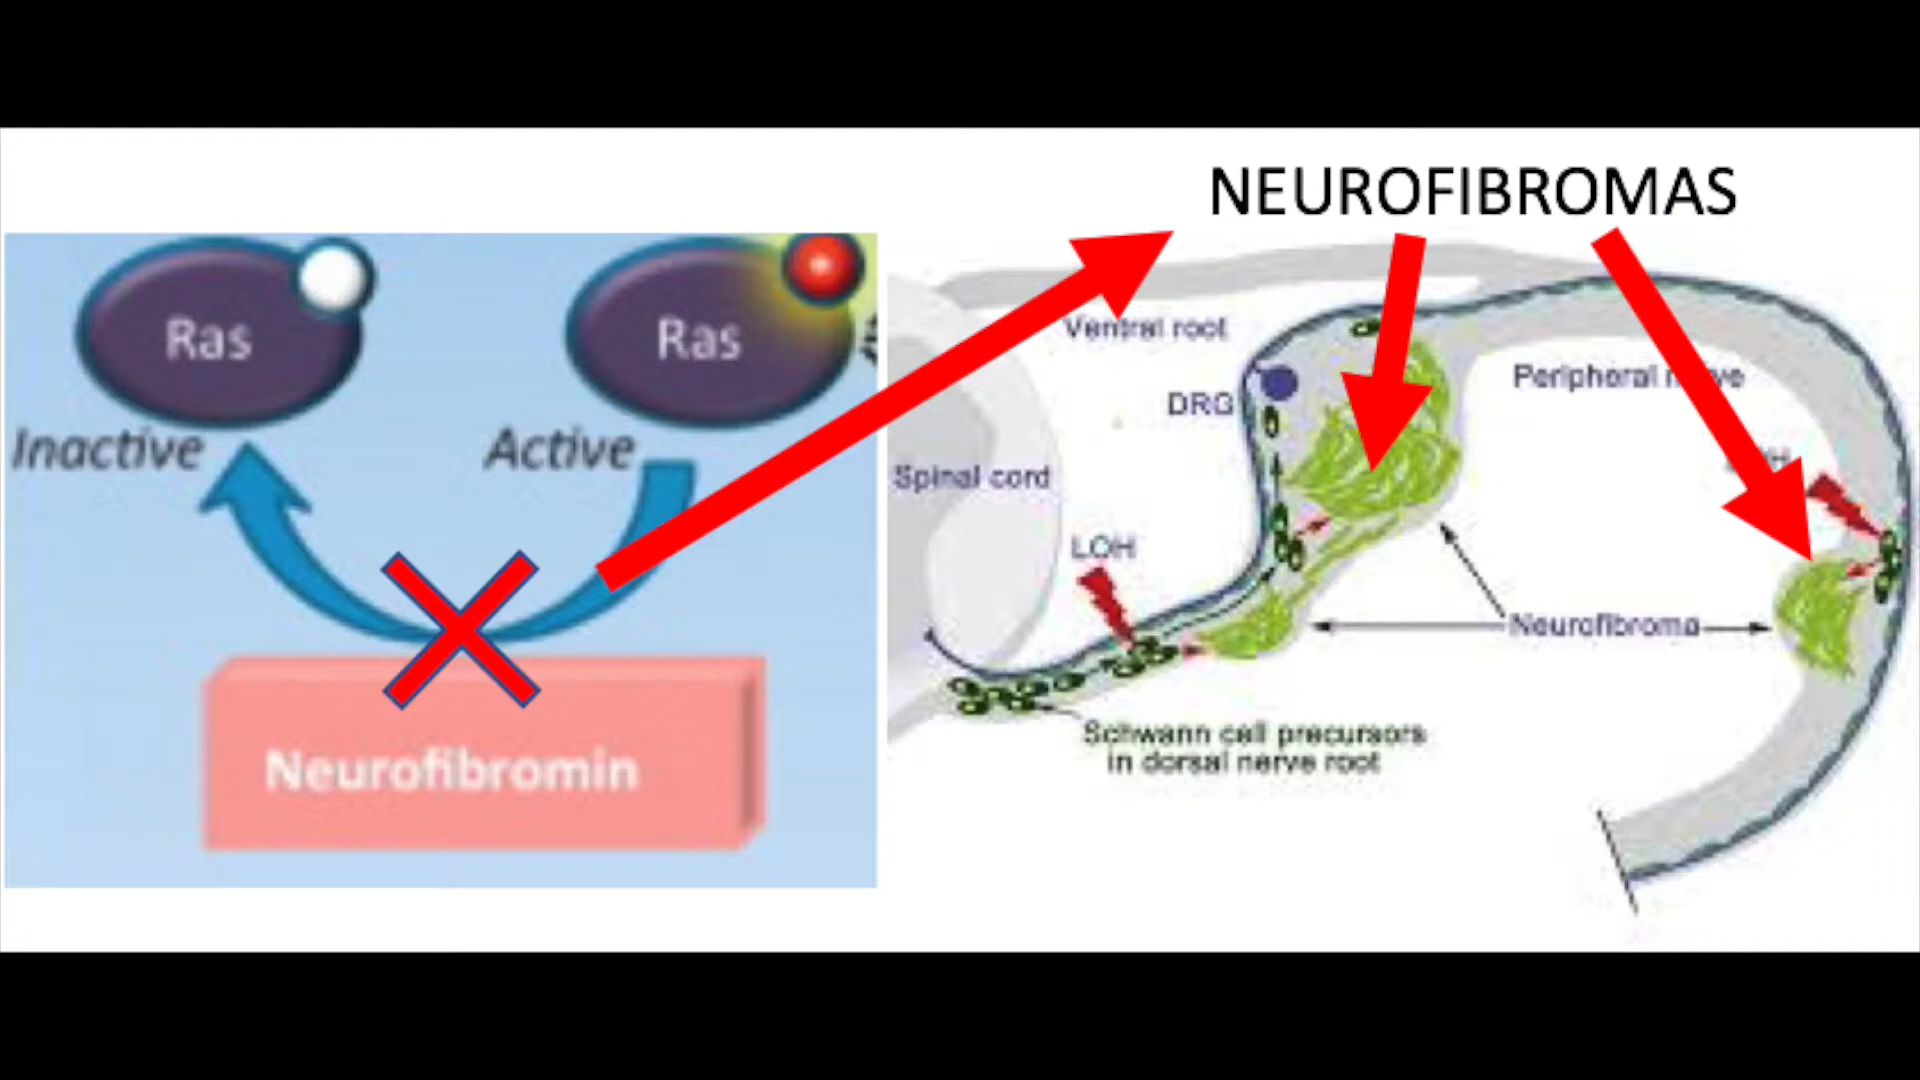 NEUROFIBROMAS
Ras
Ras
Inactive
Active
Neurofibromin
Ventral root
DRG
Peripheral
Spinal cord
LOH
Neurofibroma
Schwann cell precursors
in dorsal nerve root